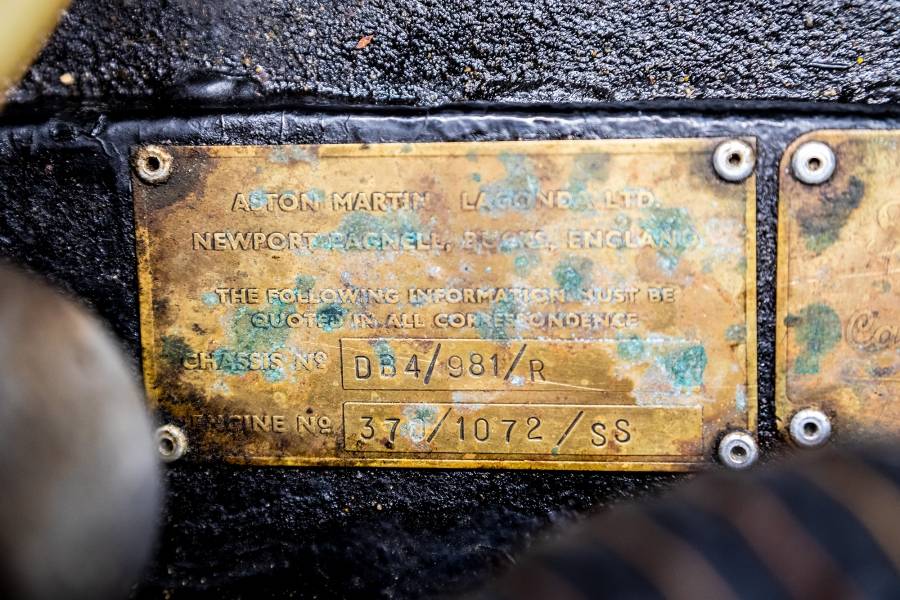 ASTON MARTIN LAGONDA LTD.
NEWPORT PAGNELL, BUCKS, ENGLAND
THE FOLLOWING INFORMATION MUST BE
QUOTED IN ALL CORRESPONDENCE
CHASSIS Nº DB4/981/R
ENGINE Nº 370/1072/SS